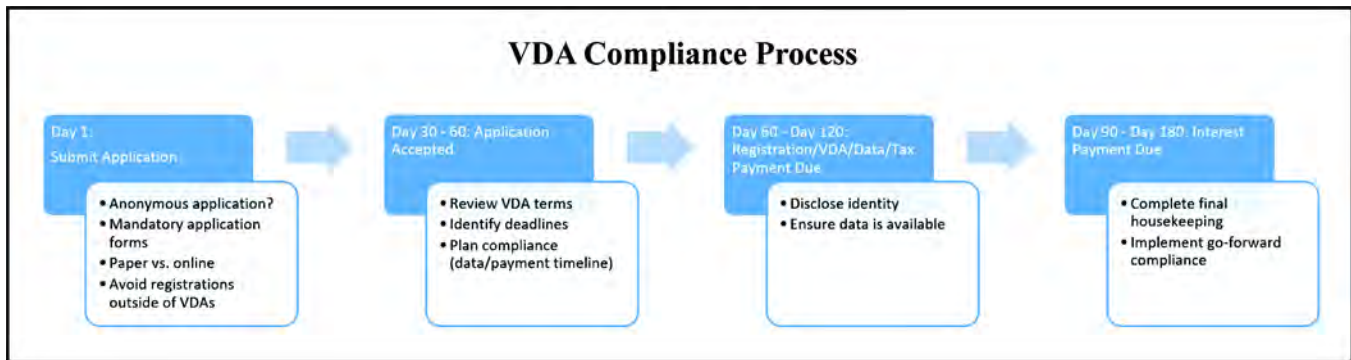 VDA Compliance Process
Day 1:
Submit Application
• Anonymous application?
• Mandatory application
forms
• Paper vs. online
• Avoid registrations
outside of VDAs
Day 30 - 60: Application
Accepted
• Review VDA terms
• Identify deadlines
• Plan compliance
(data/payment timeline)
Day 60 - Day 120:
Registration/VDA/Data/Tax
Payment Due
• Disclose identity
• Ensure data is available
Day 90 - Day 180: Interest
Payment Due
• Complete final
housekeeping
• Implement go-forward
compliance